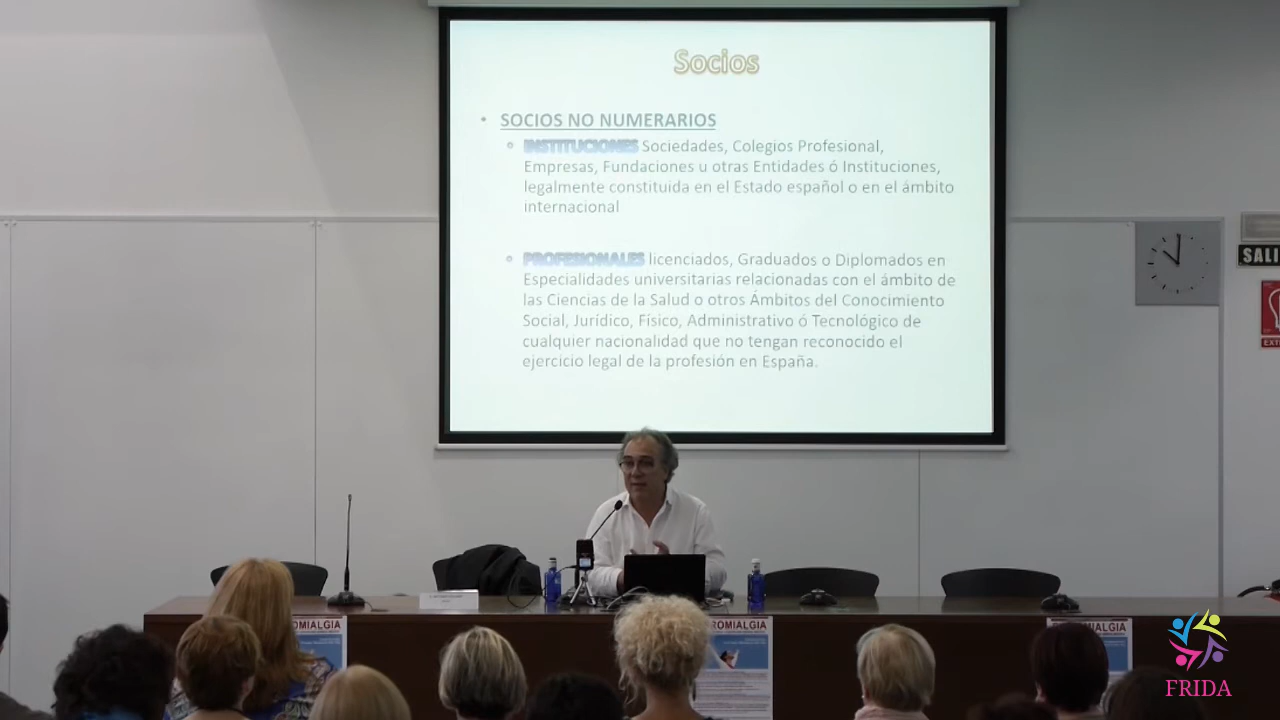 Socios
• SOCIOS NO NUMERARIOS
INSTITUCIONES Sociedades, Colegios Profesional,
Empresas, Fundaciones u otras Entidades ó Instituciones,
legalmente constituida en el Estado español o en el ámbito
internacional
PROFESIONALES licenciados, Graduados o Diplomados en
Especialidades universitarias relacionadas con el ámbito de
las Ciencias de la Salud o otros Ámbitos del Conocimiento
Social, Jurídico, Físico, Administrativo ó Tecnológico de
cualquier nacionalidad que no tengan reconocido el
ejercicio legal de la profesión en España.
SALI
EXT
OMIALGIA
ROMIALGIA
FRIDA